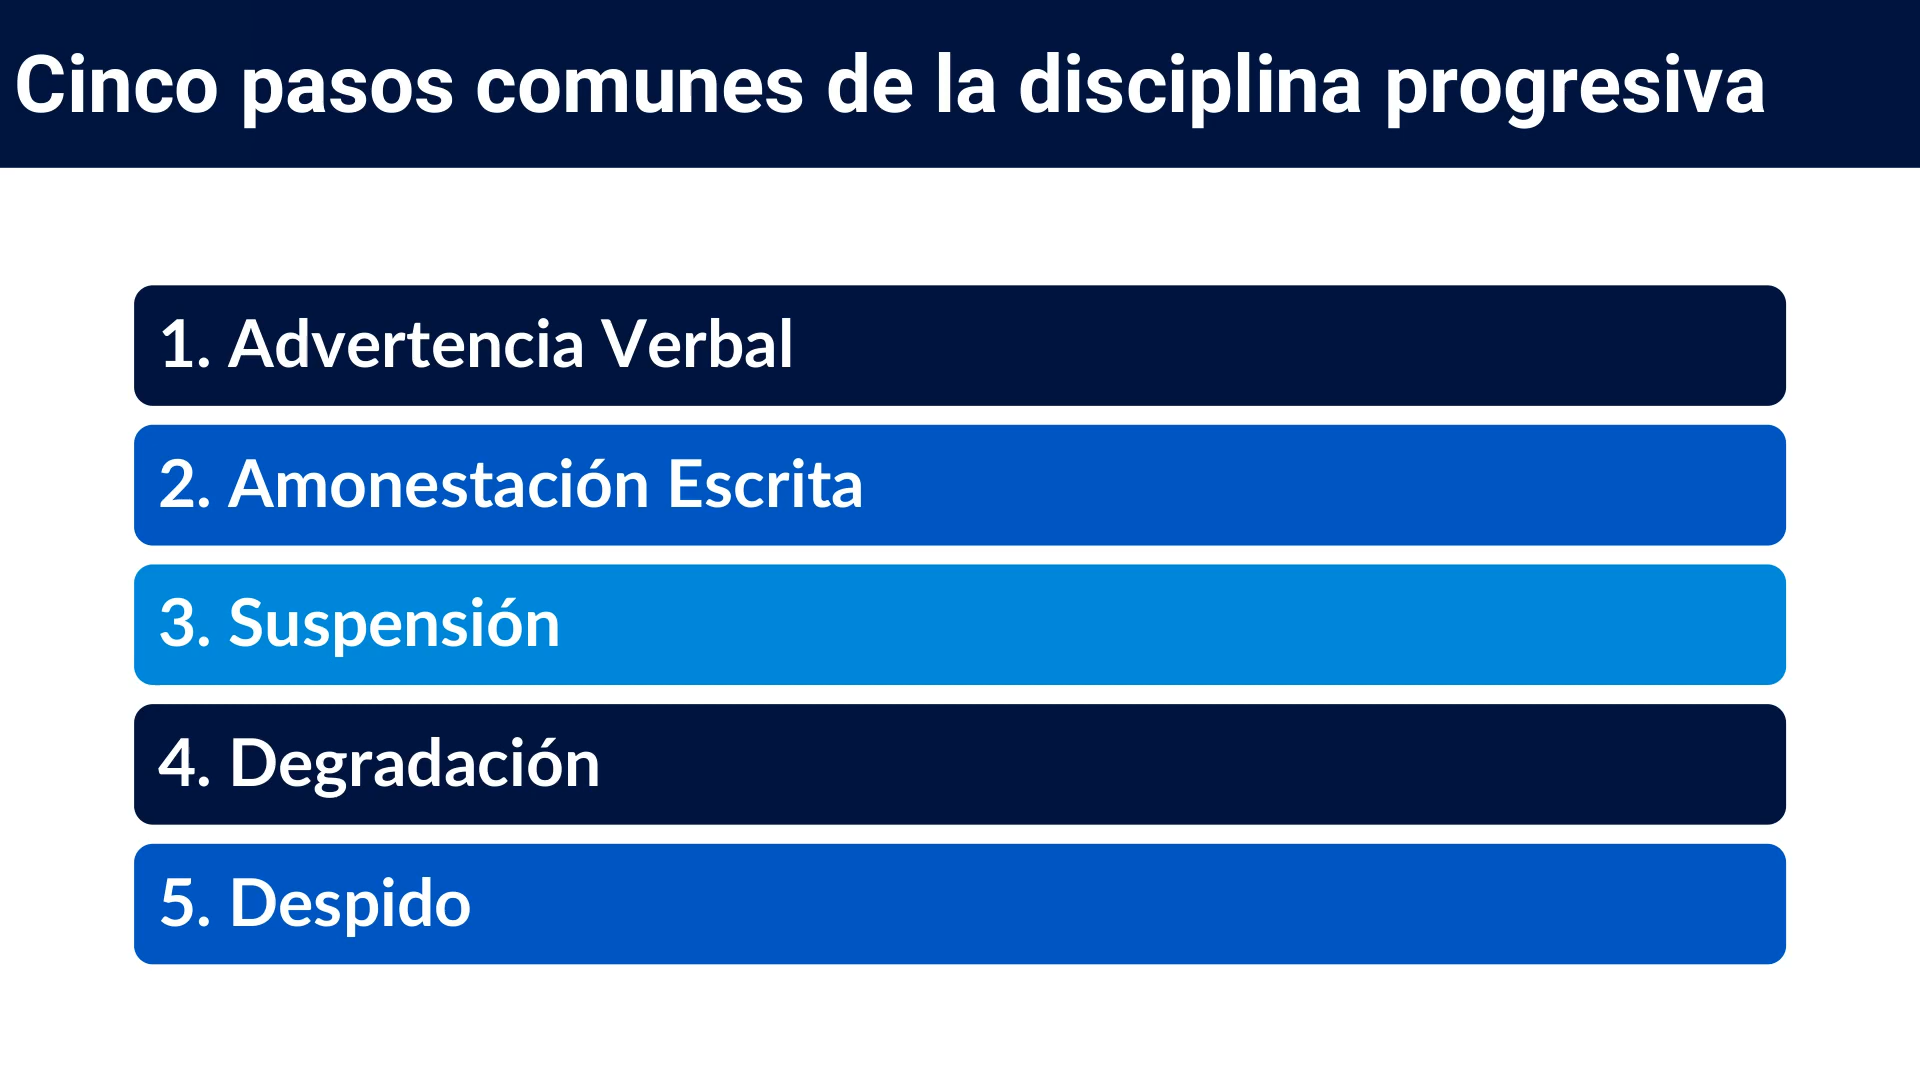 Cinco pasos comunes de la disciplina progresiva
1. Advertencia Verbal
2. Amonestación Escrita
3. Suspensión
4. Degradación
5. Despido